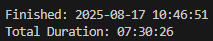 Finished: 2025-08-17 10:46:51
Total Duration: 07:30:26